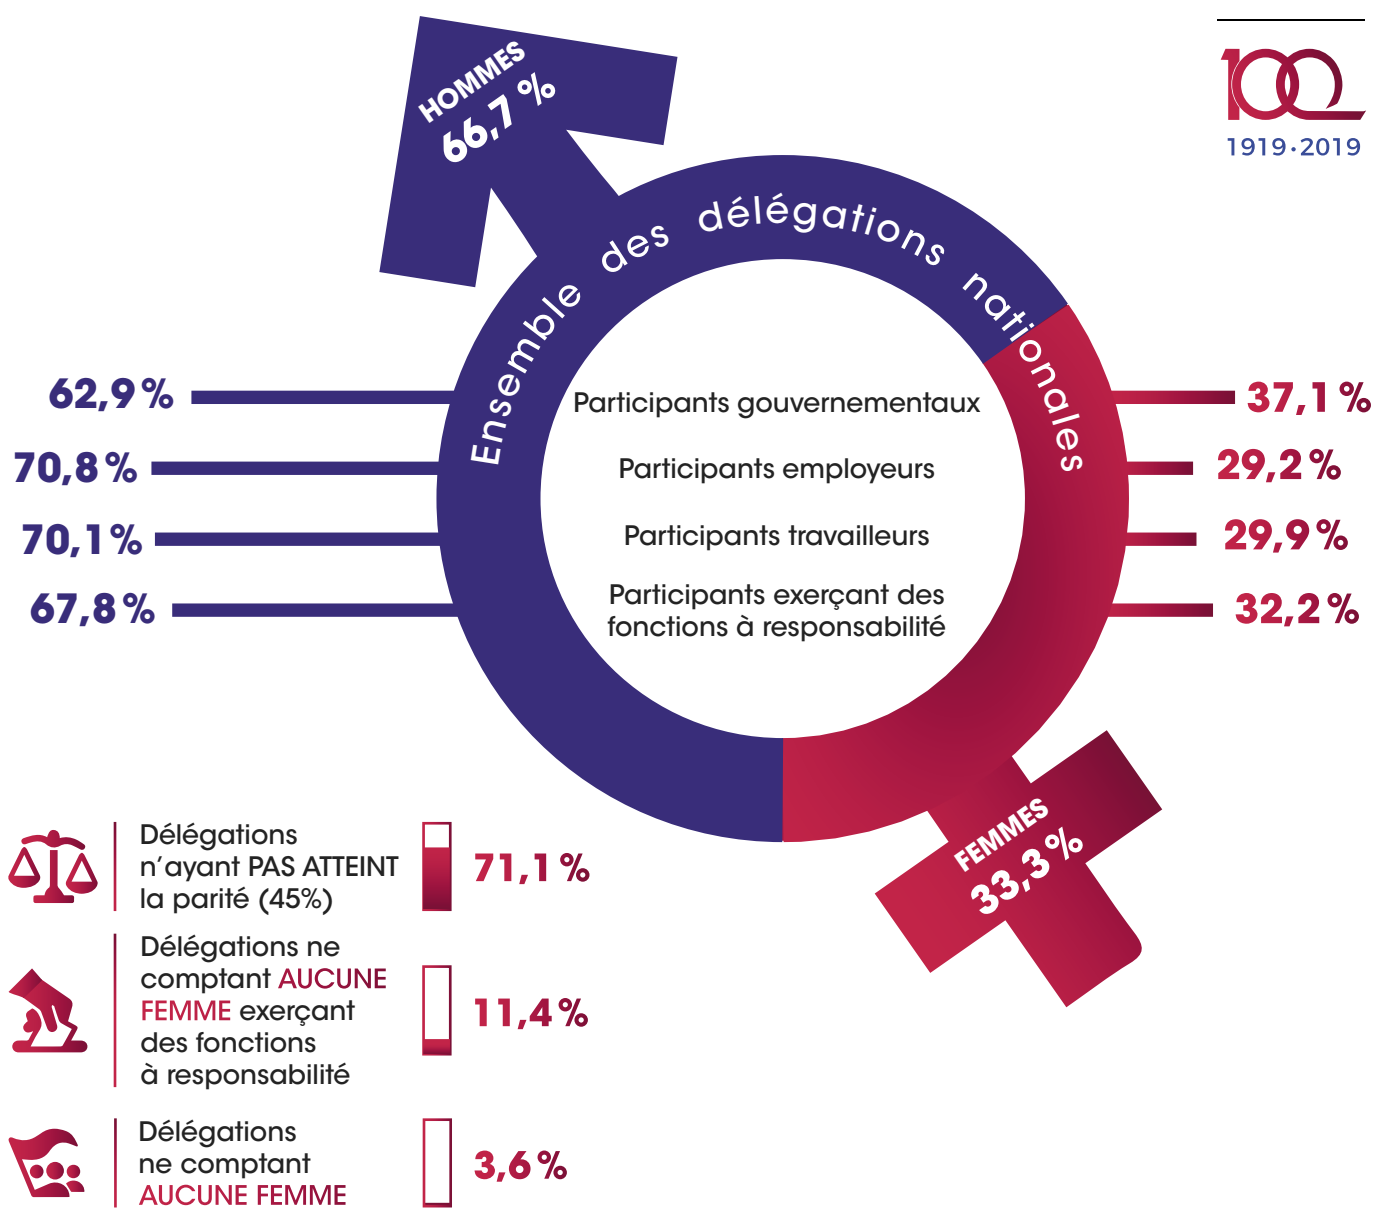 HOMMES
66,7 %
100
1919·2019
Ensemble des délégations nationales
62,9 %
Participants gouvernementaux
37,1 %
70,8 %
Participants employeurs
29,2 %
70,1 %
Participants travailleurs
29,9 %
67,8 %
Participants exerçant des
fonctions à responsabilité
32,2 %
FEMMES
33,3 %
Délégations
n'ayant PAS ATTEINT
la parité (45%)
71,1 %
Délégations ne
comptant AUCUNE
FEMME exerçant
des fonctions
à responsabilité
11,4 %
Délégations
ne comptant
AUCUNE FEMME
3,6 %